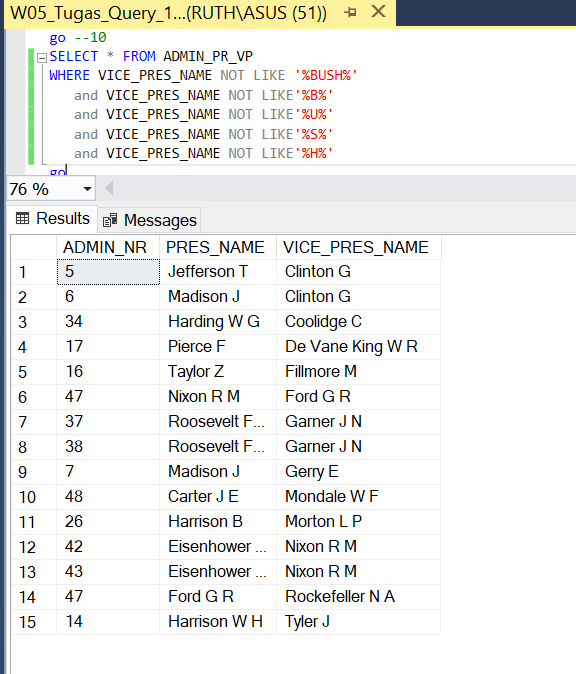 W05_Tugas_Query_1...(RUTH\ASUS (51))
go --10
SELECT * FROM ADMIN_PR_VP
WHERE VICE_PRES_NAME NOT LIKE '%BUSH%'
and VICE_PRES_NAME NOT LIKE'%B%'
and VICE_PRES_NAME NOT LIKE'%U%'
and VICE_PRES_NAME NOT LIKE'%S%'
and VICE_PRES_NAME NOT LIKE'%H%'
go
76 %
Results Messages
ADMIN_NR PRES_NAME VICE_PRES_NAME
1 5 Jefferson T Clinton G
2 6 Madison J Clinton G
3 34 Harding W G Coolidge C
4 17 Pierce F De Vane King W R
5 16 Taylor Z Fillmore M
6 47 Nixon R M Ford G R
7 37 Roosevelt F... Garner J N
8 38 Roosevelt F... Garner J N
9 7 Madison J Gerry E
10 48 Carter J E Mondale W F
11 26 Harrison B Morton L P
12 42 Eisenhower ... Nixon R M
13 43 Eisenhower ... Nixon R M
14 47 Ford G R Rockefeller N A
15 14 Harrison W H Tyler J